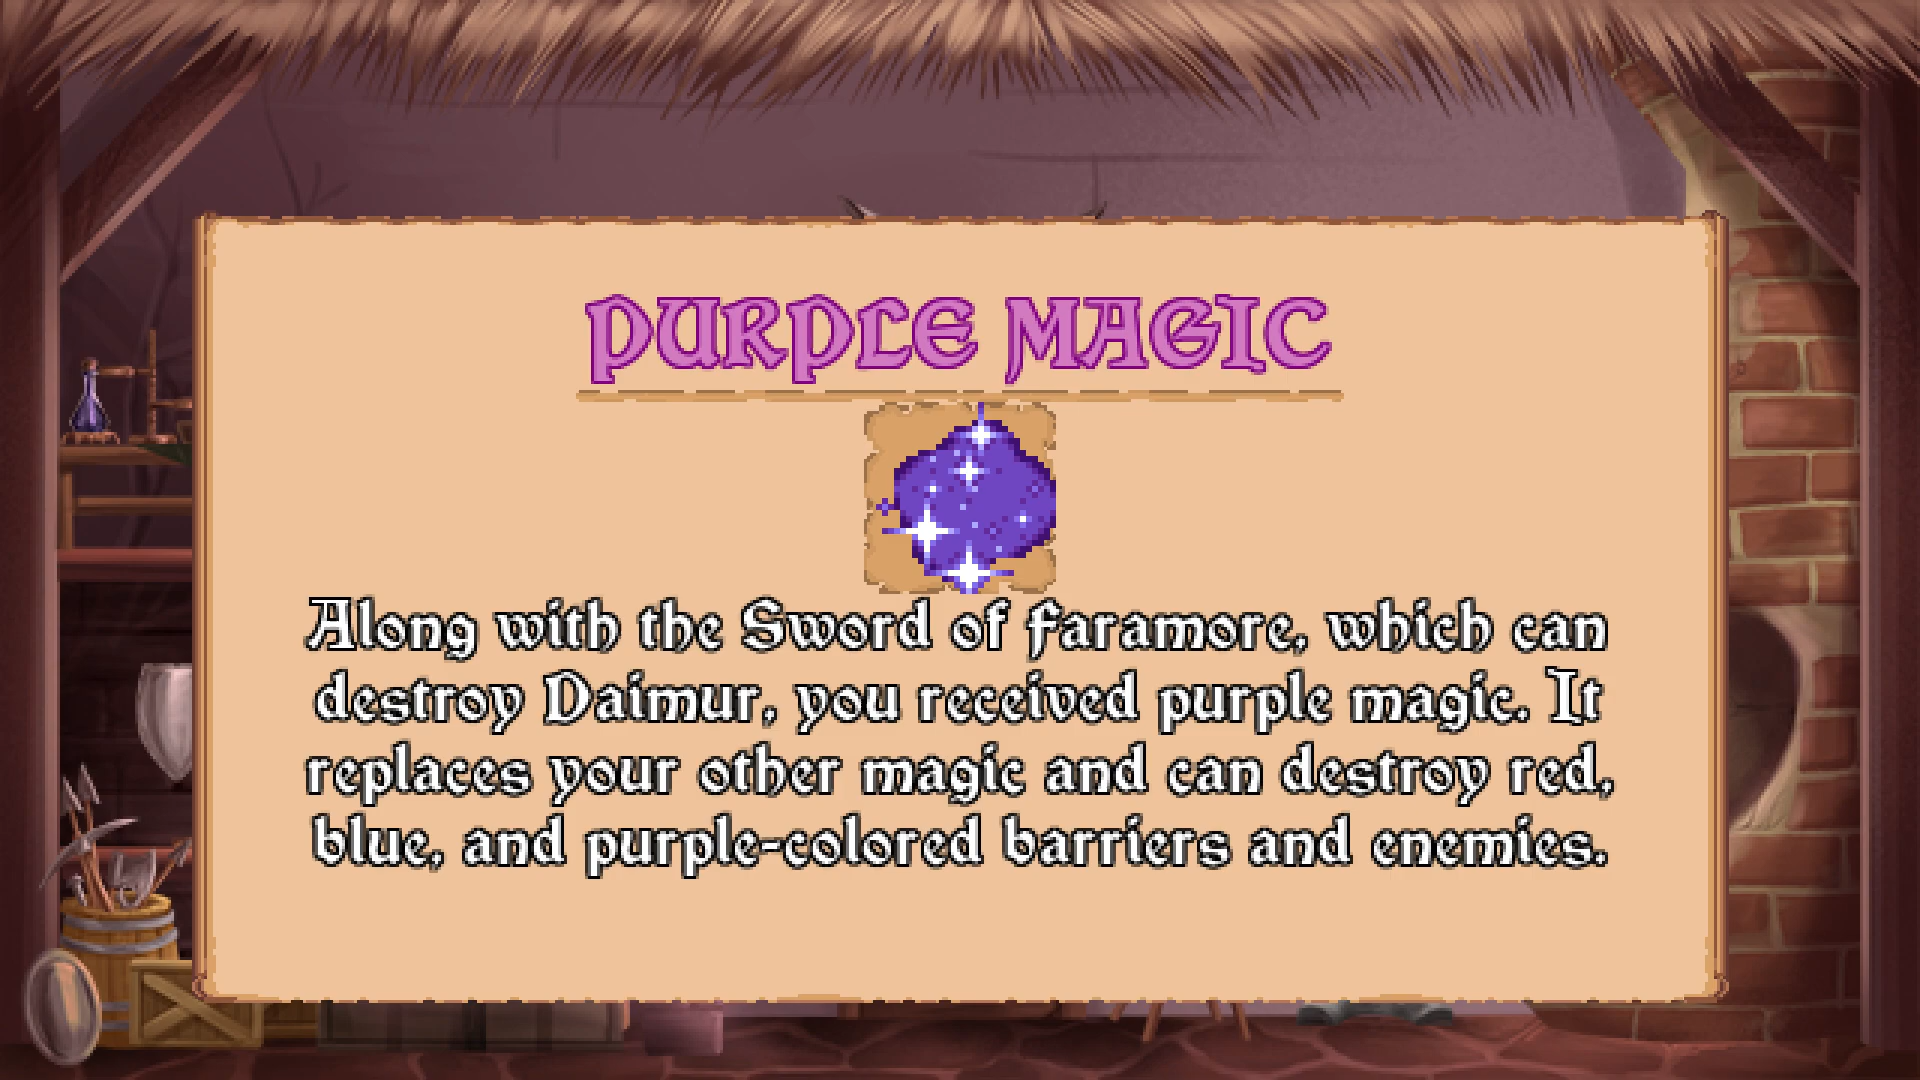 PURPLE MAGIC
Along with the Sword of Faramore, which can
destroy Daimur, you received purple magic. It
replaces your other magic and can destroy red,
blue, and purple-colored barriers and enemies.